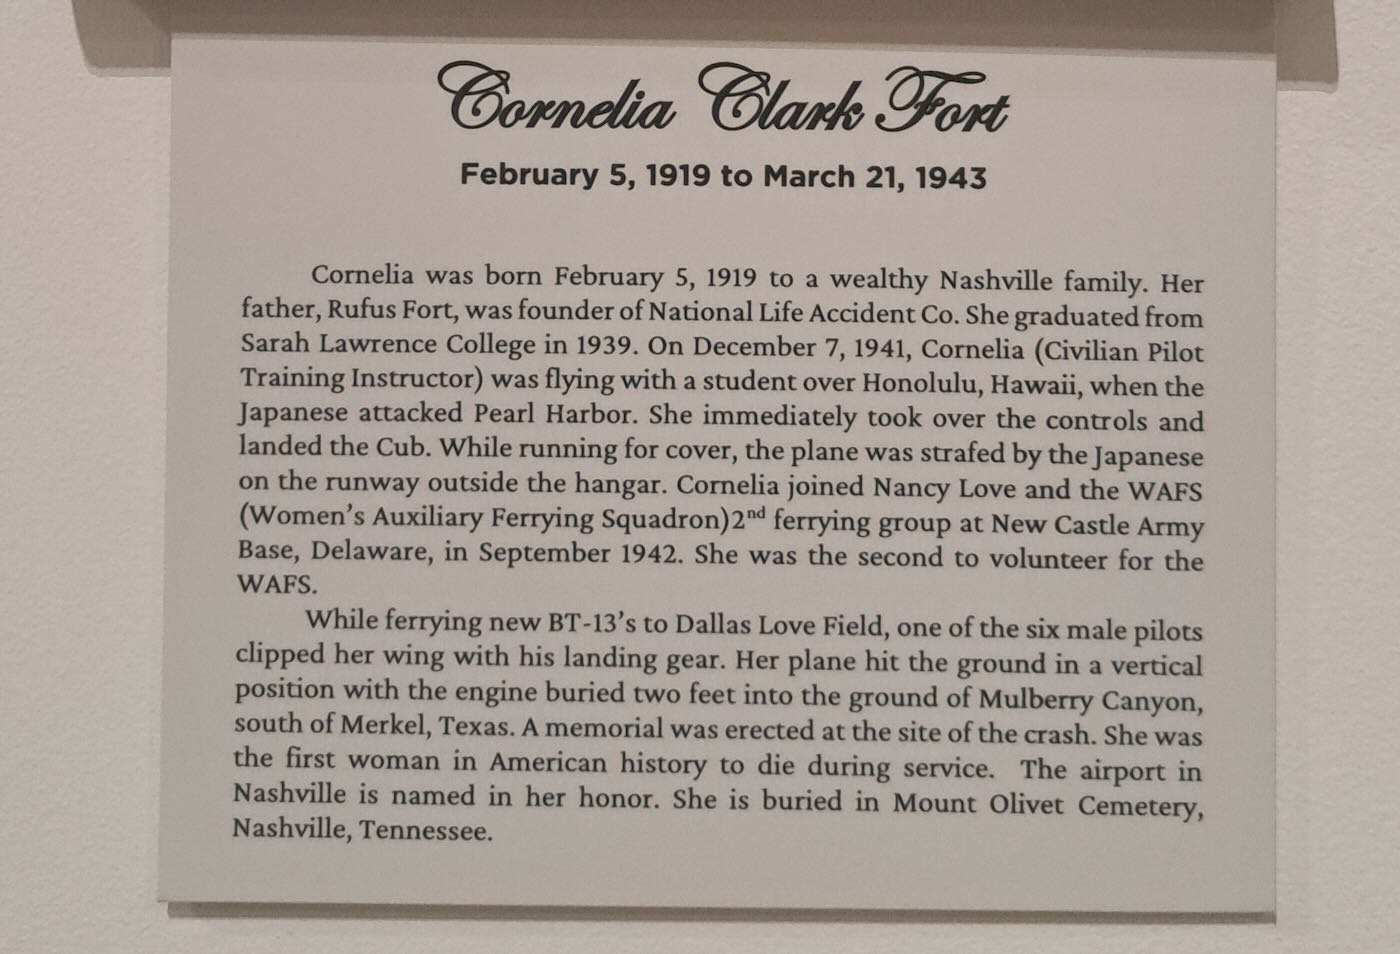 Cornelia Clark Fort
February 5, 1919 to March 21, 1943
Cornelia was born February 5, 1919 to a wealthy Nashville family. Her
father, Rufus Fort, was founder of National Life Accident Co. She graduated from
Sarah Lawrence College in 1939. On December 7, 1941, Cornelia (Civilian Pilot
Training Instructor) was flying with a student over Honolulu, Hawaii, when the
Japanese attacked Pearl Harbor. She immediately took over the controls and
landed the Cub. While running for cover, the plane was strafed by the Japanese
on the runway outside the hangar. Cornelia joined Nancy Love and the WAFS
(Women's Auxiliary Ferrying Squadron)2nd ferrying group at New Castle Army
Base, Delaware, in September 1942. She was the second to volunteer for the
WAFS.
While ferrying new BT-13's to Dallas Love Field, one of the six male pilots
clipped her wing with his landing gear. Her plane hit the ground in a vertical
position with the engine buried two feet into the ground of Mulberry Canyon,
south of Merkel, Texas. A memorial was erected at the site of the crash. She was
the first woman in American history to die during service. The airport in
Nashville is named in her honor. She is buried in Mount Olivet Cemetery,
Nashville, Tennessee.